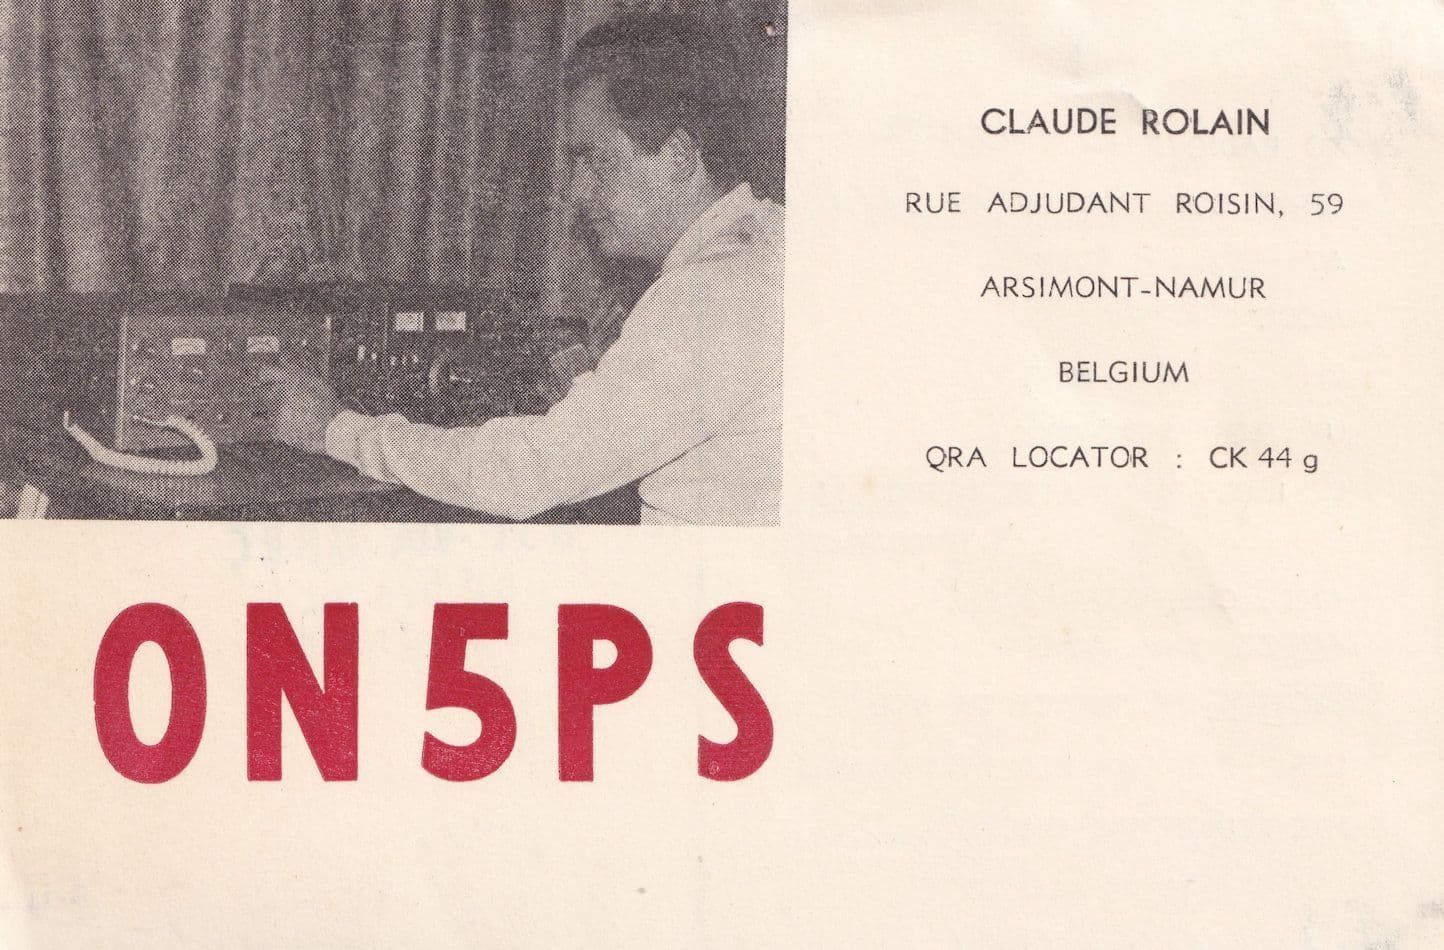 CLAUDE ROLAIN
RUE ADJUDANT ROISIN, 59
ARSIMONT-NAMUR
BELGIUM
QRA LOCATOR : CK 44 g
ON5PS